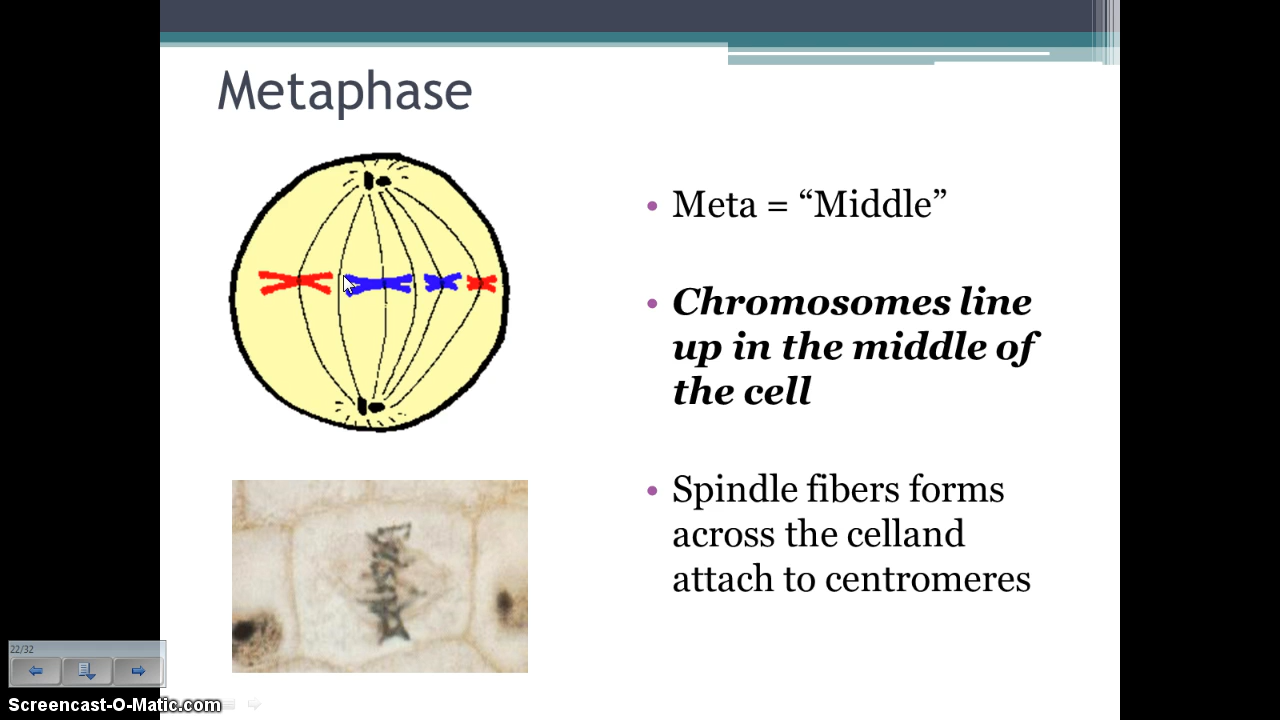 Metaphase
• Meta = “Middle”
• Chromosomes line
up in the middle of
the cell
• Spindle fibers forms
across the celland
attach to centromeres
22/32
Screencast-O-Matic.com